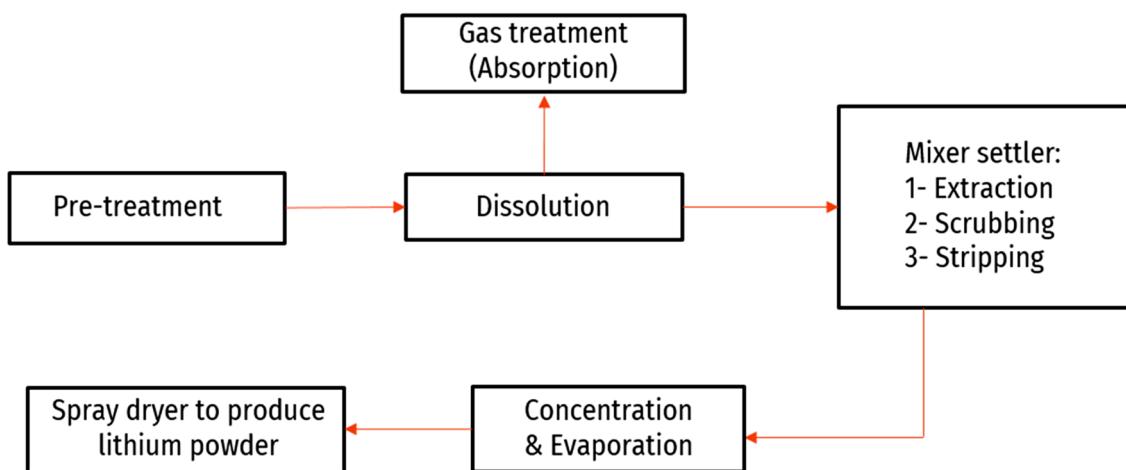 Gas treatment
(Absorption)
Pre-treatment
Dissolution
Mixer settler:
1- Extraction
2- Scrubbing
3- Stripping
Spray dryer to produce
lithium powder
Concentration
& Evaporation